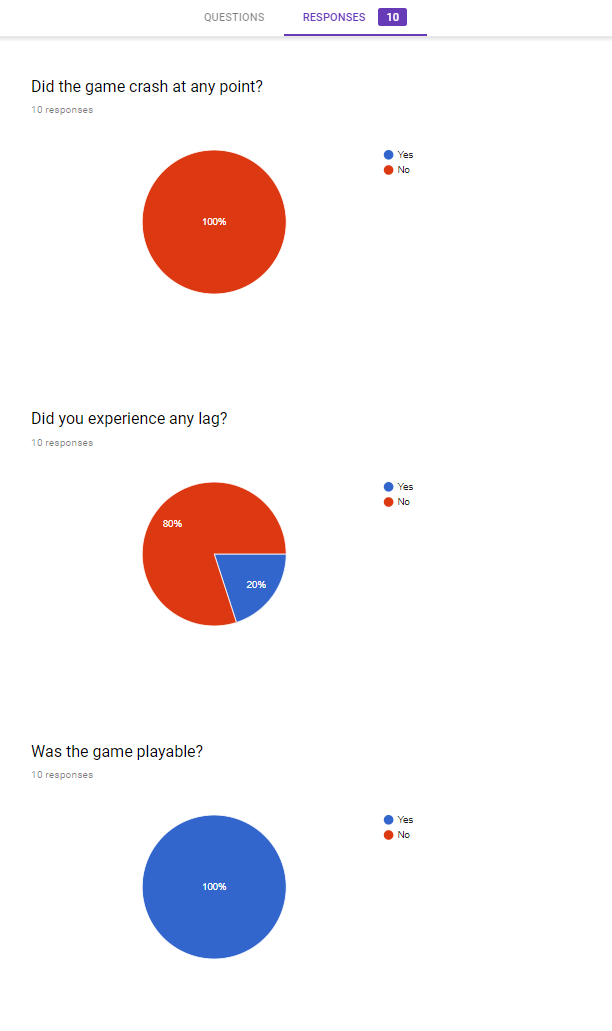 QUESTIONS RESPONSES 10
Did the game crash at any point?
10 responses
Yes
No
100%
Did you experience any lag?
10 responses
Yes
No
80%
20%
Was the game playable?
10 responses
Yes
No
100%